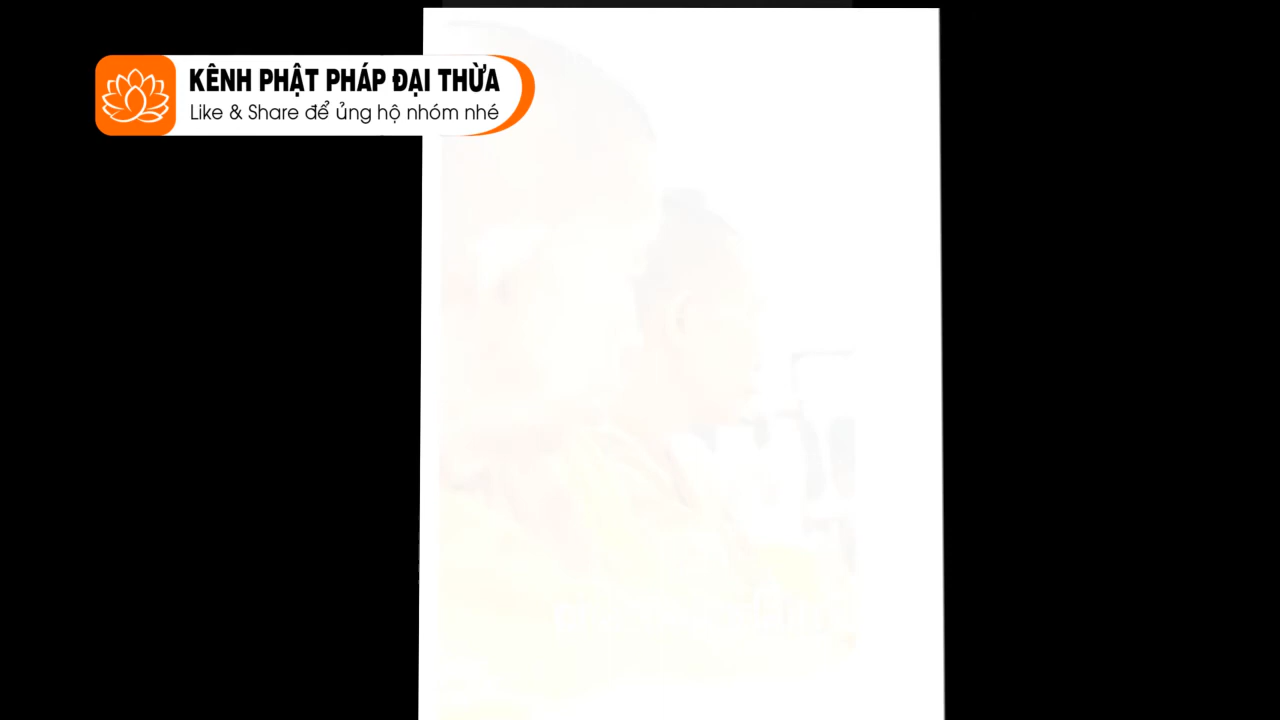 KÊNH PHẬT PHÁP ĐẠI THỪA
Like & Share để ủng hộ nhóm nhé